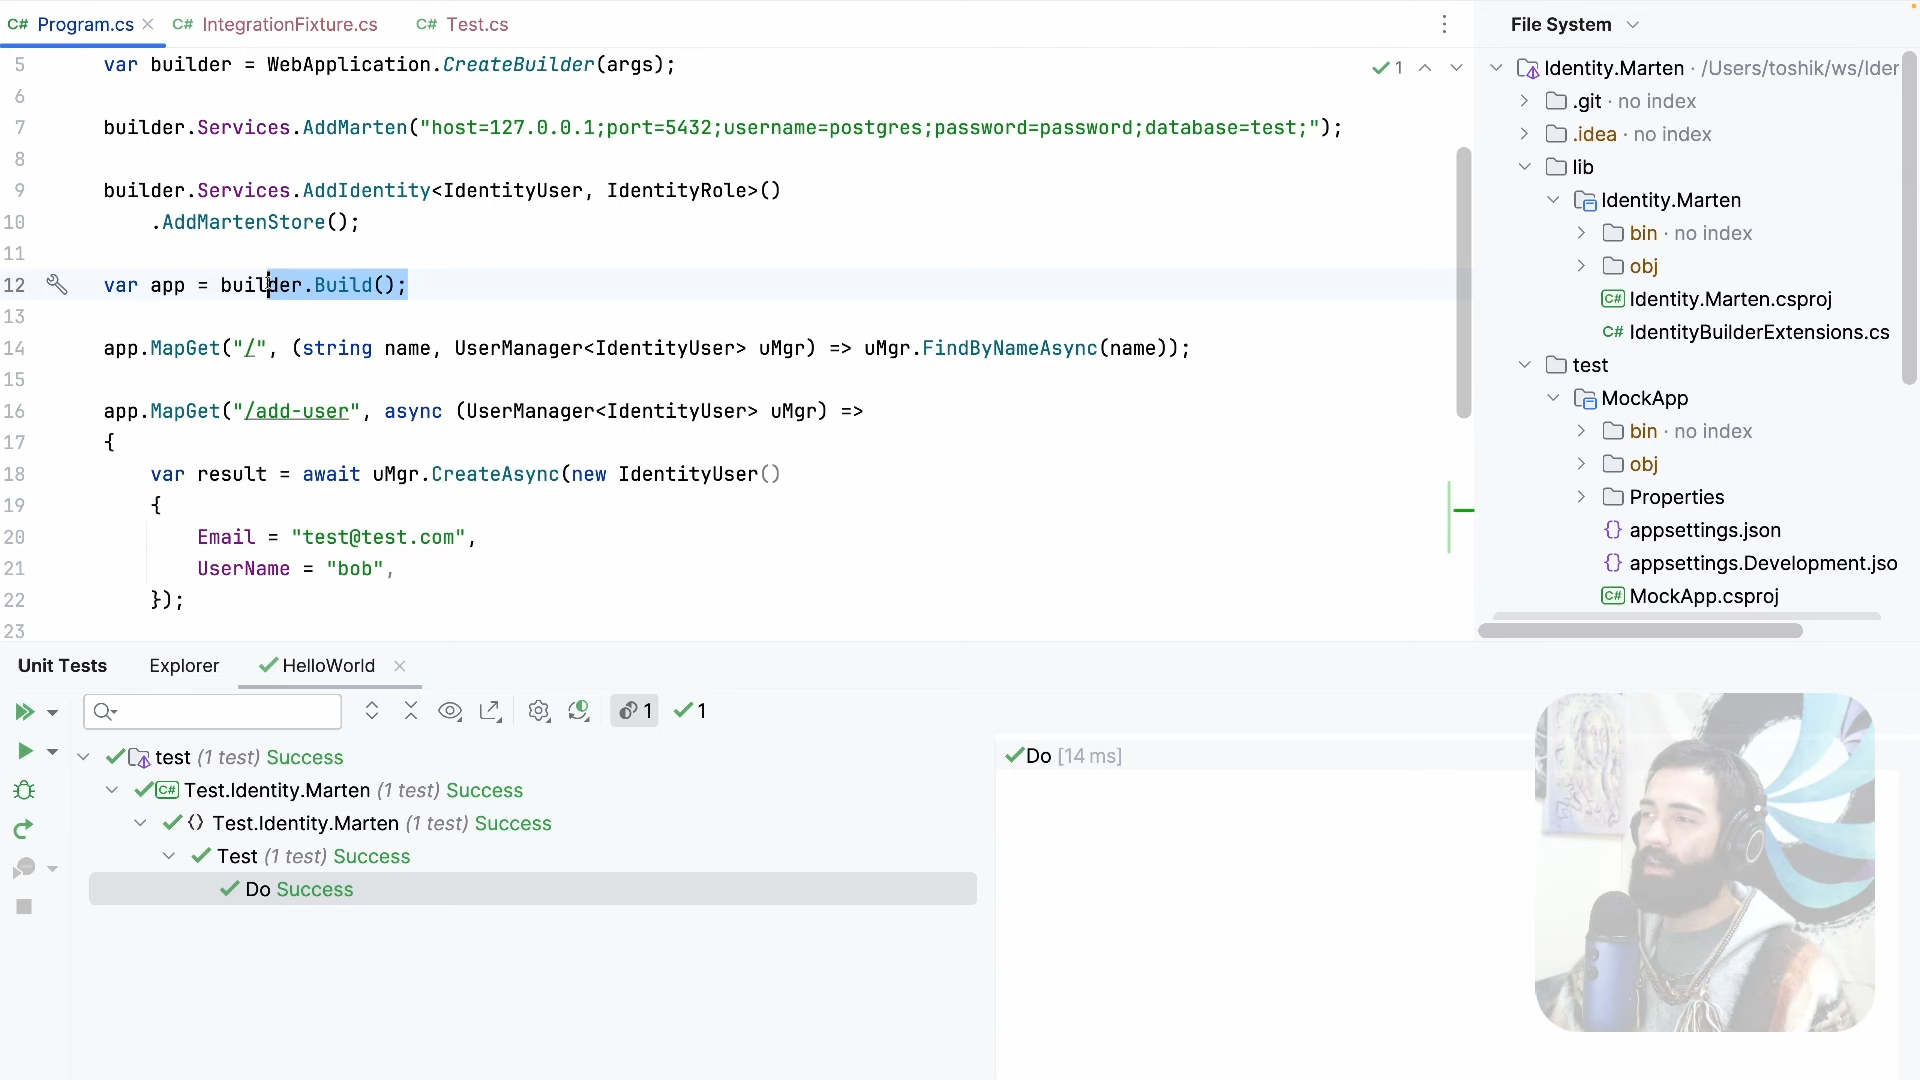 C# Program.cs
C# IntegrationFixture.cs
C# Test.cs
5 var builder = WebApplication.CreateBuilder(args);
6
7 builder.Services.AddMarten("host=127.0.0.1;port=5432;username=postgres;password=password;database=test;");
8
9 builder.Services.AddIdentity<IdentityUser, IdentityRole>()
10 .AddMartenStore();
11
12 var app = builder.Build();
13
14 app.MapGet("/", (string name, UserManager<IdentityUser> uMgr) => uMgr.FindByNameAsync(name));
15
16 app.MapGet("/add-user", async (UserManager<IdentityUser> uMgr) =>
17 {
18 var result = await uMgr.CreateAsync(new IdentityUser()
19 {
20 Email = "test@test.com",
21 UserName = "bob",
22 });
23
1
File System
Identity.Marten · /Users/toshik/ws/Ider
.git · no index
.idea · no index
lib
Identity.Marten
bin · no index
obj
C# Identity.Marten.csproj
C# IdentityBuilderExtensions.cs
test
MockApp
bin · no index
obj
Properties
{} appsettings.json
{} appsettings.Development.jso
C# MockApp.csproj
Unit Tests
Explorer
HelloWorld
1
1
test (1 test) Success
C# Test.Identity.Marten (1 test) Success
Test.Identity.Marten (1 test) Success
Test (1 test) Success
Do Success
Do [14 ms]